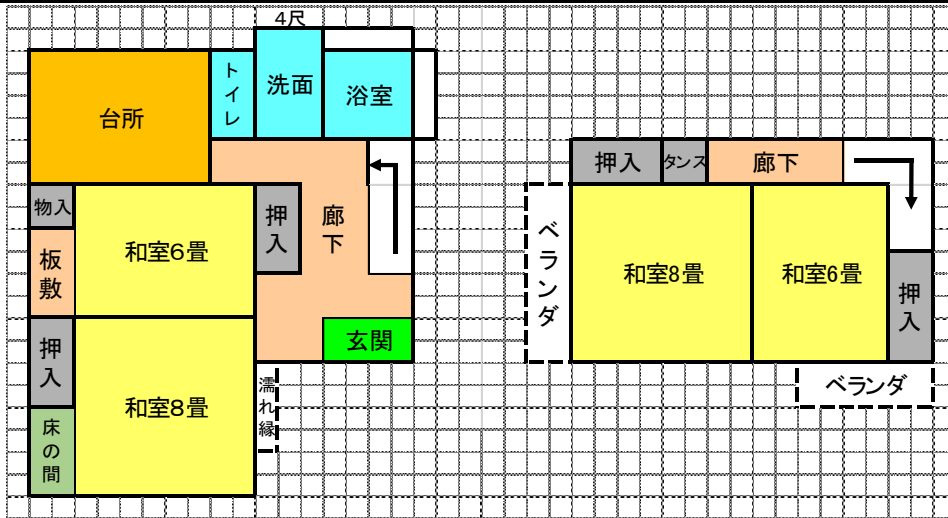 4尺
台所
トイレ
洗面
浴室
物入
和室6畳
押入
廊下
板敷
玄関
押入
和室8畳
濡れ縁
床の間
押入
タンス
廊下
ベランダ
和室8畳
和室6畳
押入
ベランダ